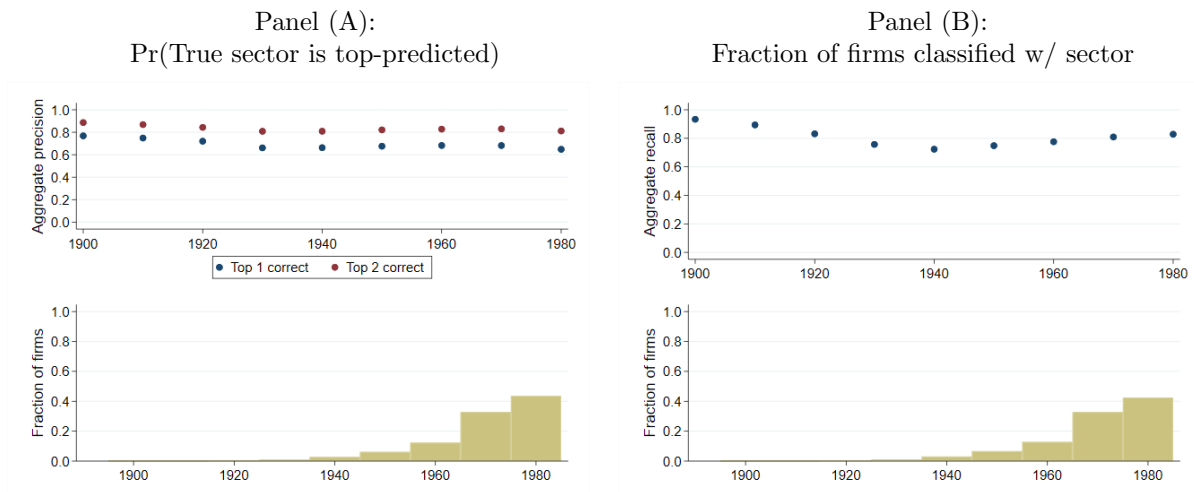 Panel (A):
Pr(True sector is top-predicted)
Aggregate precision
1.0
0.8
0.6
0.4
0.2
0.0
1900 1920 1940 1960 1980
Top 1 correct Top 2 correct
Fraction of firms
1.0
0.8
0.6
0.4
0.2
0.0
1900 1920 1940 1960 1980
Panel (B):
Fraction of firms classified w/ sector
Aggregate recall
1.0
0.8
0.6
0.4
0.2
0.0
1900 1920 1940 1960 1980
Fraction of firms
1.0
0.8
0.6
0.4
0.2
0.0
1900 1920 1940 1960 1980